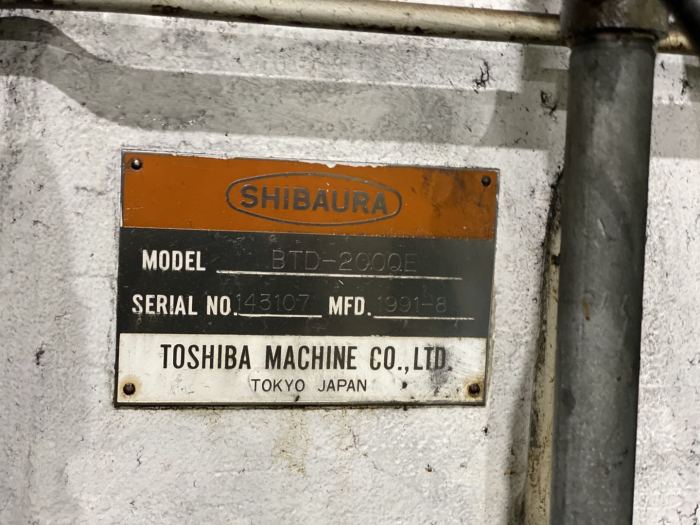 SHIBAURA
MODEL BTD-200QE
SERIAL NO. 143107 MFD. 1991-8
TOSHIBA MACHINE CO., LTD.
TOKYO JAPAN